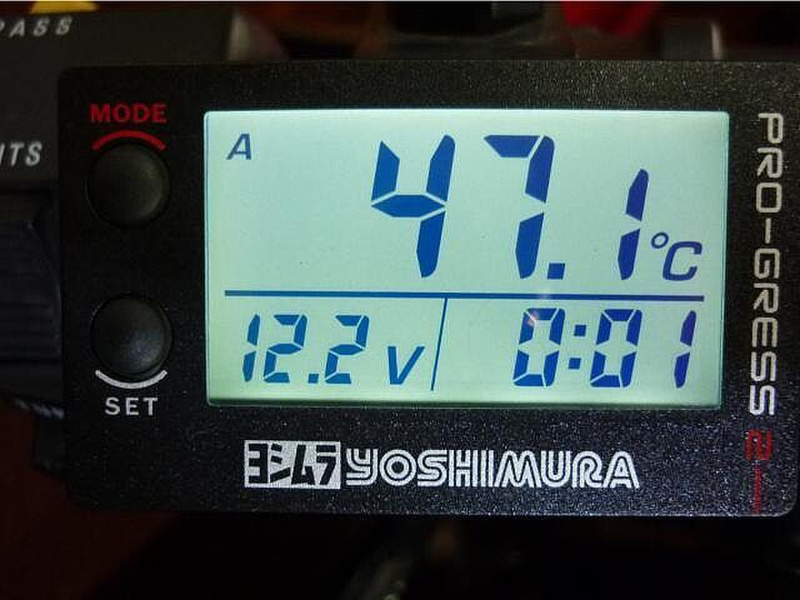 PASS
MODE
ITS
A
47.1°C
12.2 V
0:01
SET
ヨシムラ YOSHIMURA
PRO-GRESS 2